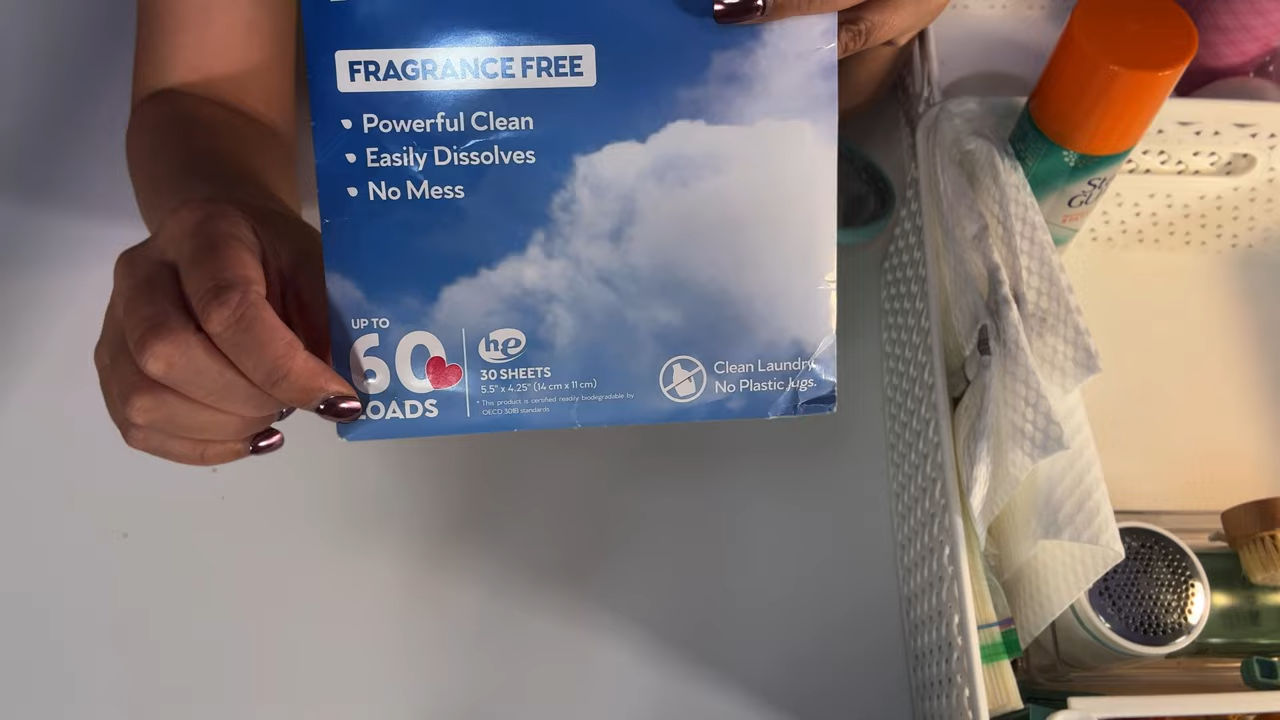 FRAGRANCE FREE
Powerful Clean
Easily Dissolves
No Mess
UP TO
60
LOADS
he
30 SHEETS
5.5" x 4.25" (14 cm x 11 cm)
* This product is certified readily biodegradable by
OECD 301B standards
Clean Laundry.
No Plastic Jugs.